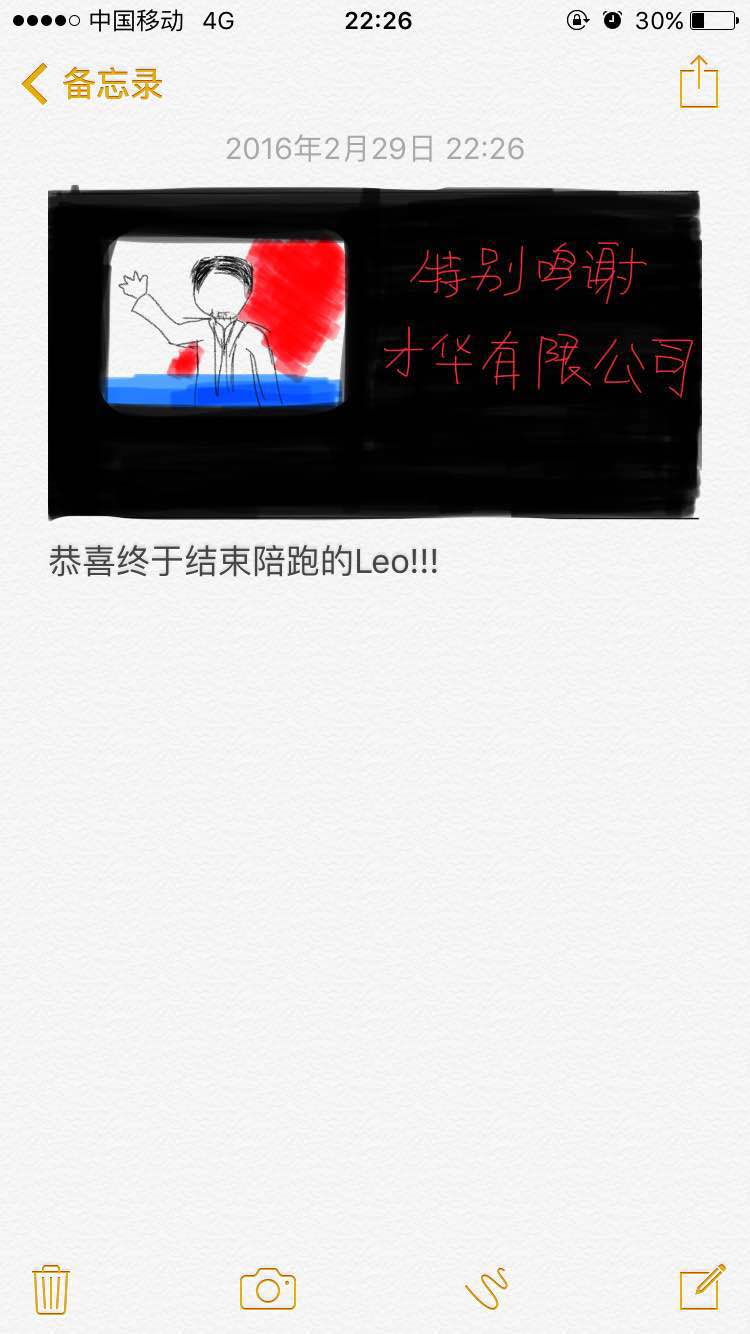 中国移动 4G 22:26 30%
备忘录
2016年2月29日 22:26
特别鸣谢
才华有限公司
恭喜终于结束陪跑的Leo!!!